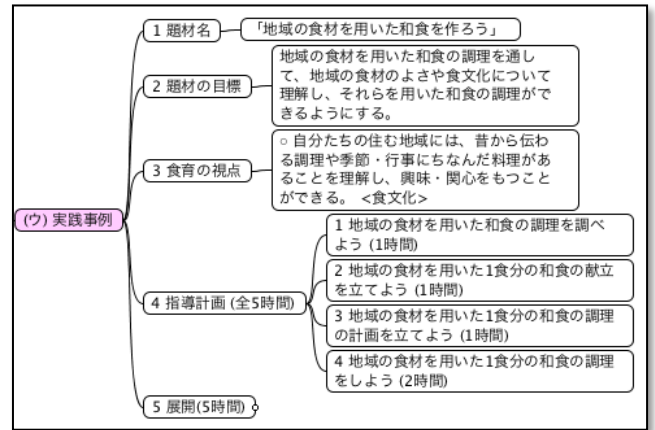 1 題材名
「地域の食材を用いた和食を作ろう」
2 題材の目標
地域の食材を用いた和食の調理を通し
て、地域の食材のよさや食文化について
理解し、それらを用いた和食の調理がで
きるようにする。
3 食育の視点
○ 自分たちの住む地域には、昔から伝わ
る調理や季節・行事にちなんだ料理があ
ることを理解し、興味・関心をもつこと
ができる。 <食文化>
(ウ) 実践事例
4 指導計画 (全5時間)
1 地域の食材を用いた和食の調理を調べ
よう (1時間)
2 地域の食材を用いた1食分の和食の献立
を立てよう (1時間)
3 地域の食材を用いた1食分の和食の調理
の計画を立てよう (1時間)
4 地域の食材を用いた1食分の和食の調理
をしよう (2時間)
5 展開(5時間)